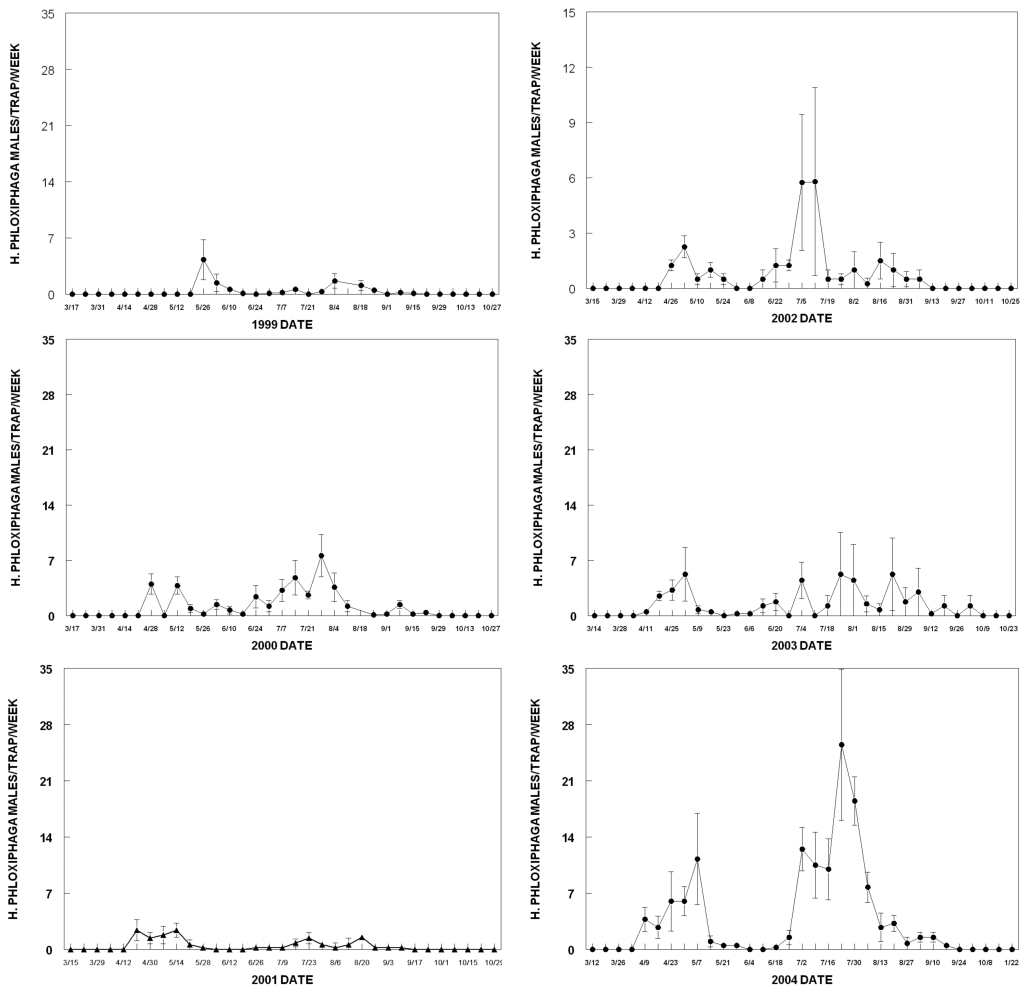 H. PHLOXIPHAGA MALES/TRAP/WEEK
35
28
21
14
7
0
3/17 3/31 4/14 4/28 5/12 5/26 6/10 6/24 7/7 7/21 8/4 8/18 9/1 9/15 9/29 10/13 10/27
1999 DATE
H. PHLOXIPHAGA MALES/TRAP/WEEK
15
12
9
6
3
0
3/15 3/29 4/12 4/26 5/10 5/24 6/8 6/22 7/5 7/19 8/2 8/16 8/31 9/13 9/27 10/11 10/25
2002 DATE
H. PHLOXIPHAGA MALES/TRAP/WEEK
35
28
21
14
7
0
3/17 3/31 4/14 4/28 5/12 5/26 6/10 6/24 7/7 7/21 8/4 8/18 9/1 9/15 9/29 10/13 10/27
2000 DATE
H. PHLOXIPHAGA MALES/TRAP/WEEK
35
28
21
14
7
0
3/14 3/28 4/11 4/25 5/9 5/23 6/6 6/20 7/4 7/18 8/1 8/15 8/29 9/12 9/26 10/9 10/23
2003 DATE
H. PHLOXIPHAGA MALES/TRAP/WEEK
35
28
21
14
7
0
3/15 3/29 4/12 4/30 5/14 5/28 6/12 6/26 7/9 7/23 8/6 8/20 9/3 9/17 10/1 10/15 10/29
2001 DATE
H. PHLOXIPHAGA MALES/TRAP/WEEK
35
28
21
14
7
0
3/12 3/26 4/9 4/23 5/7 5/21 6/4 6/18 7/2 7/16 7/30 8/13 8/27 9/10 9/24 10/8 1/22
2004 DATE